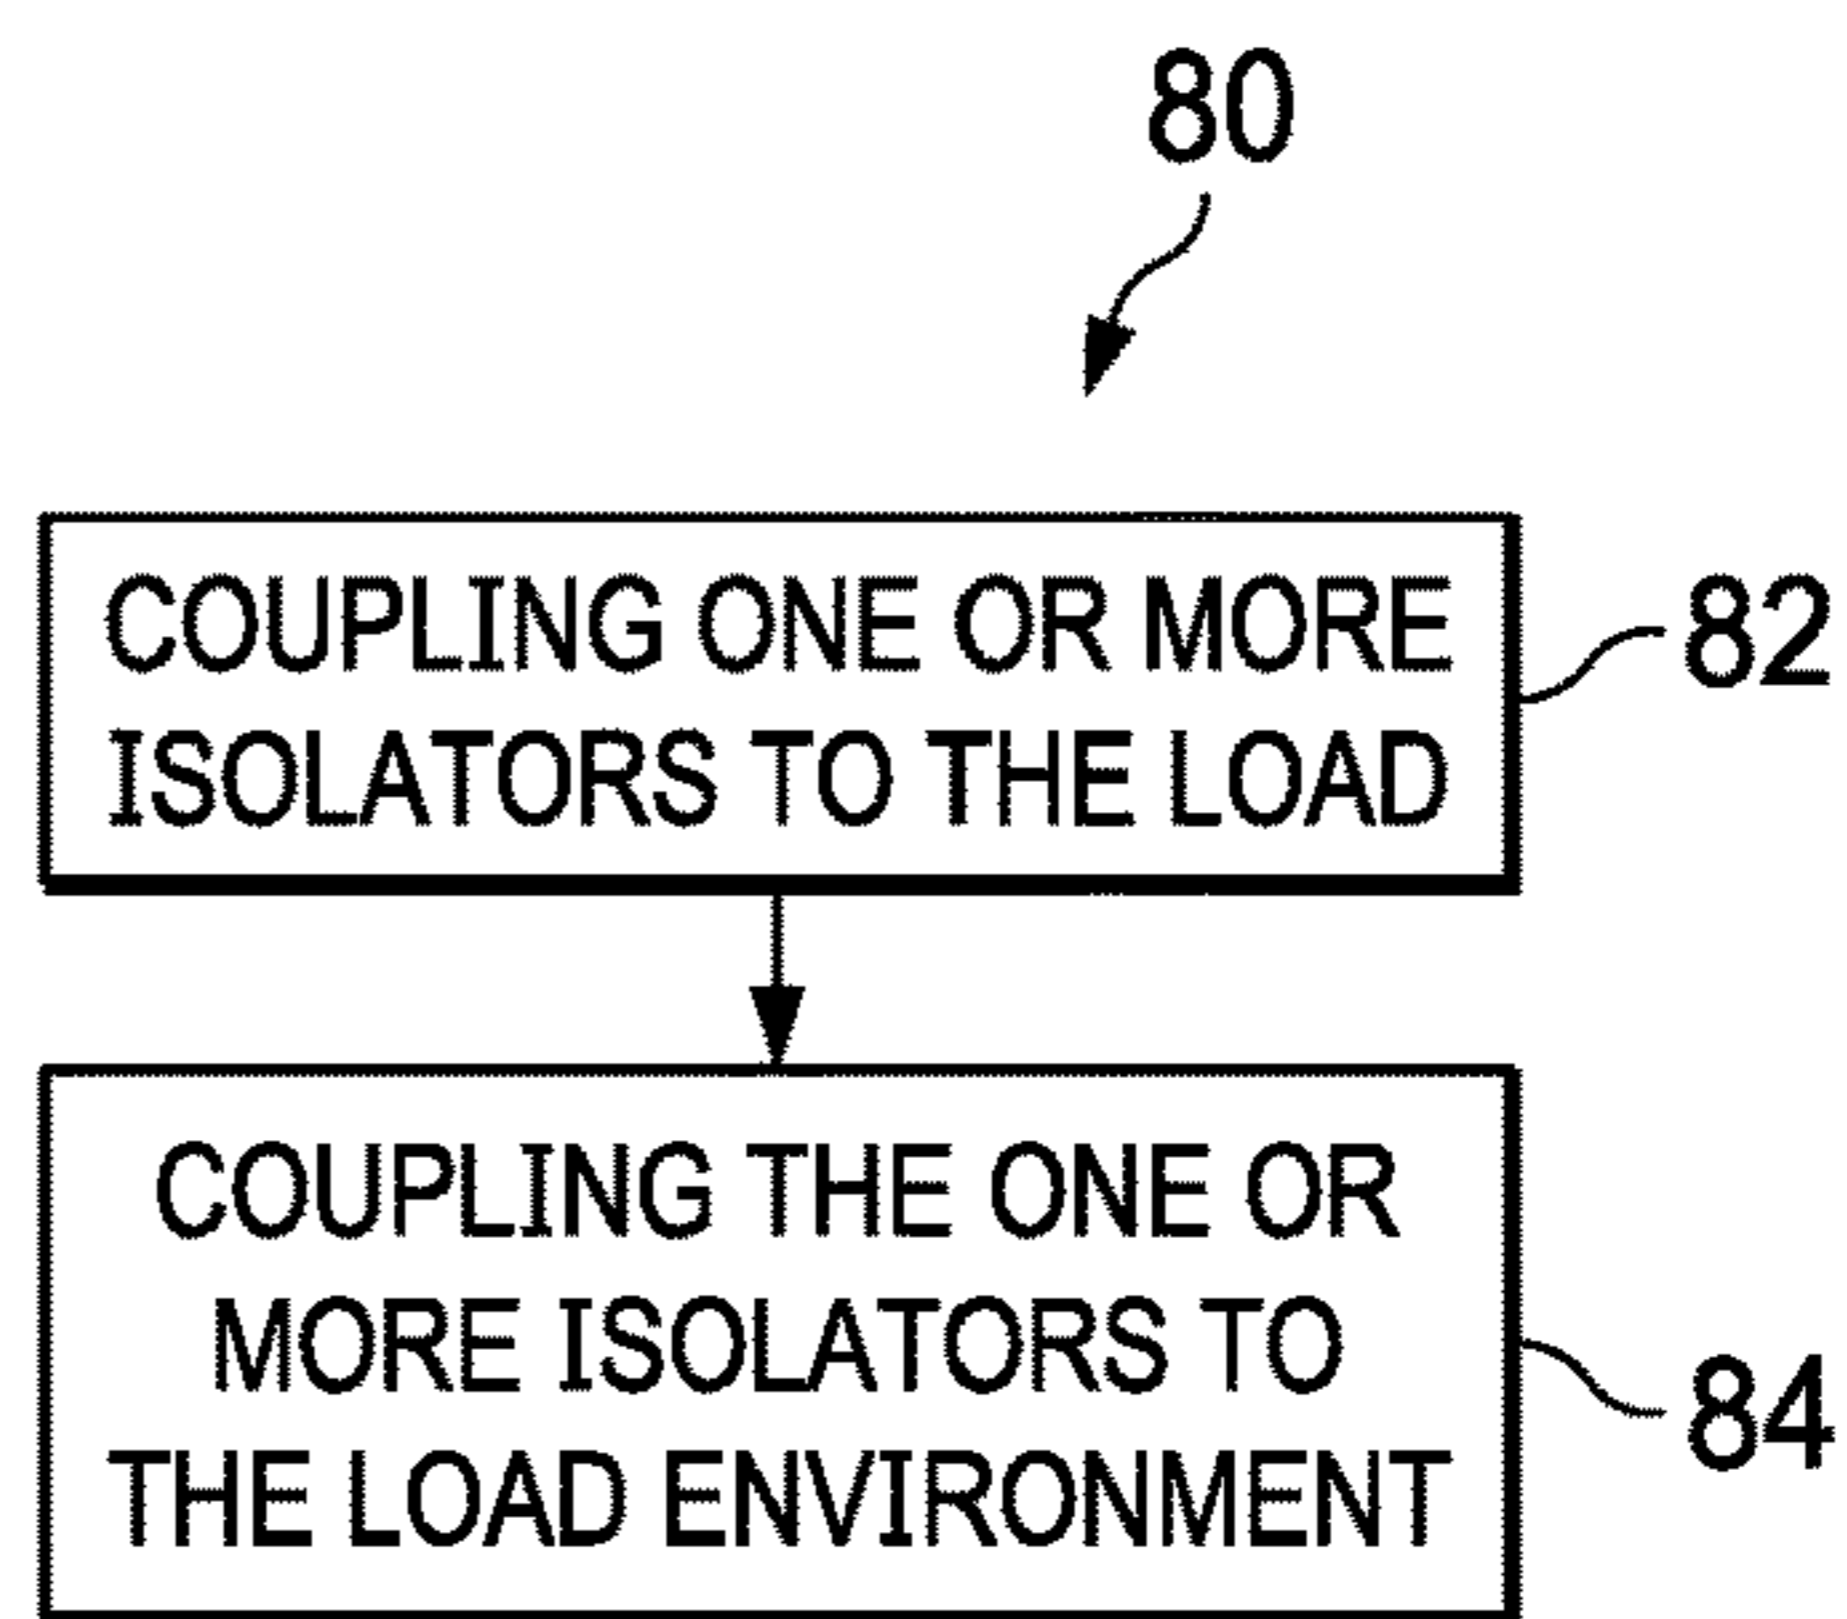 80
COUPLING ONE OR MORE
ISOLATORS TO THE LOAD
82
COUPLING THE ONE OR
MORE ISOLATORS TO
THE LOAD ENVIRONMENT
84